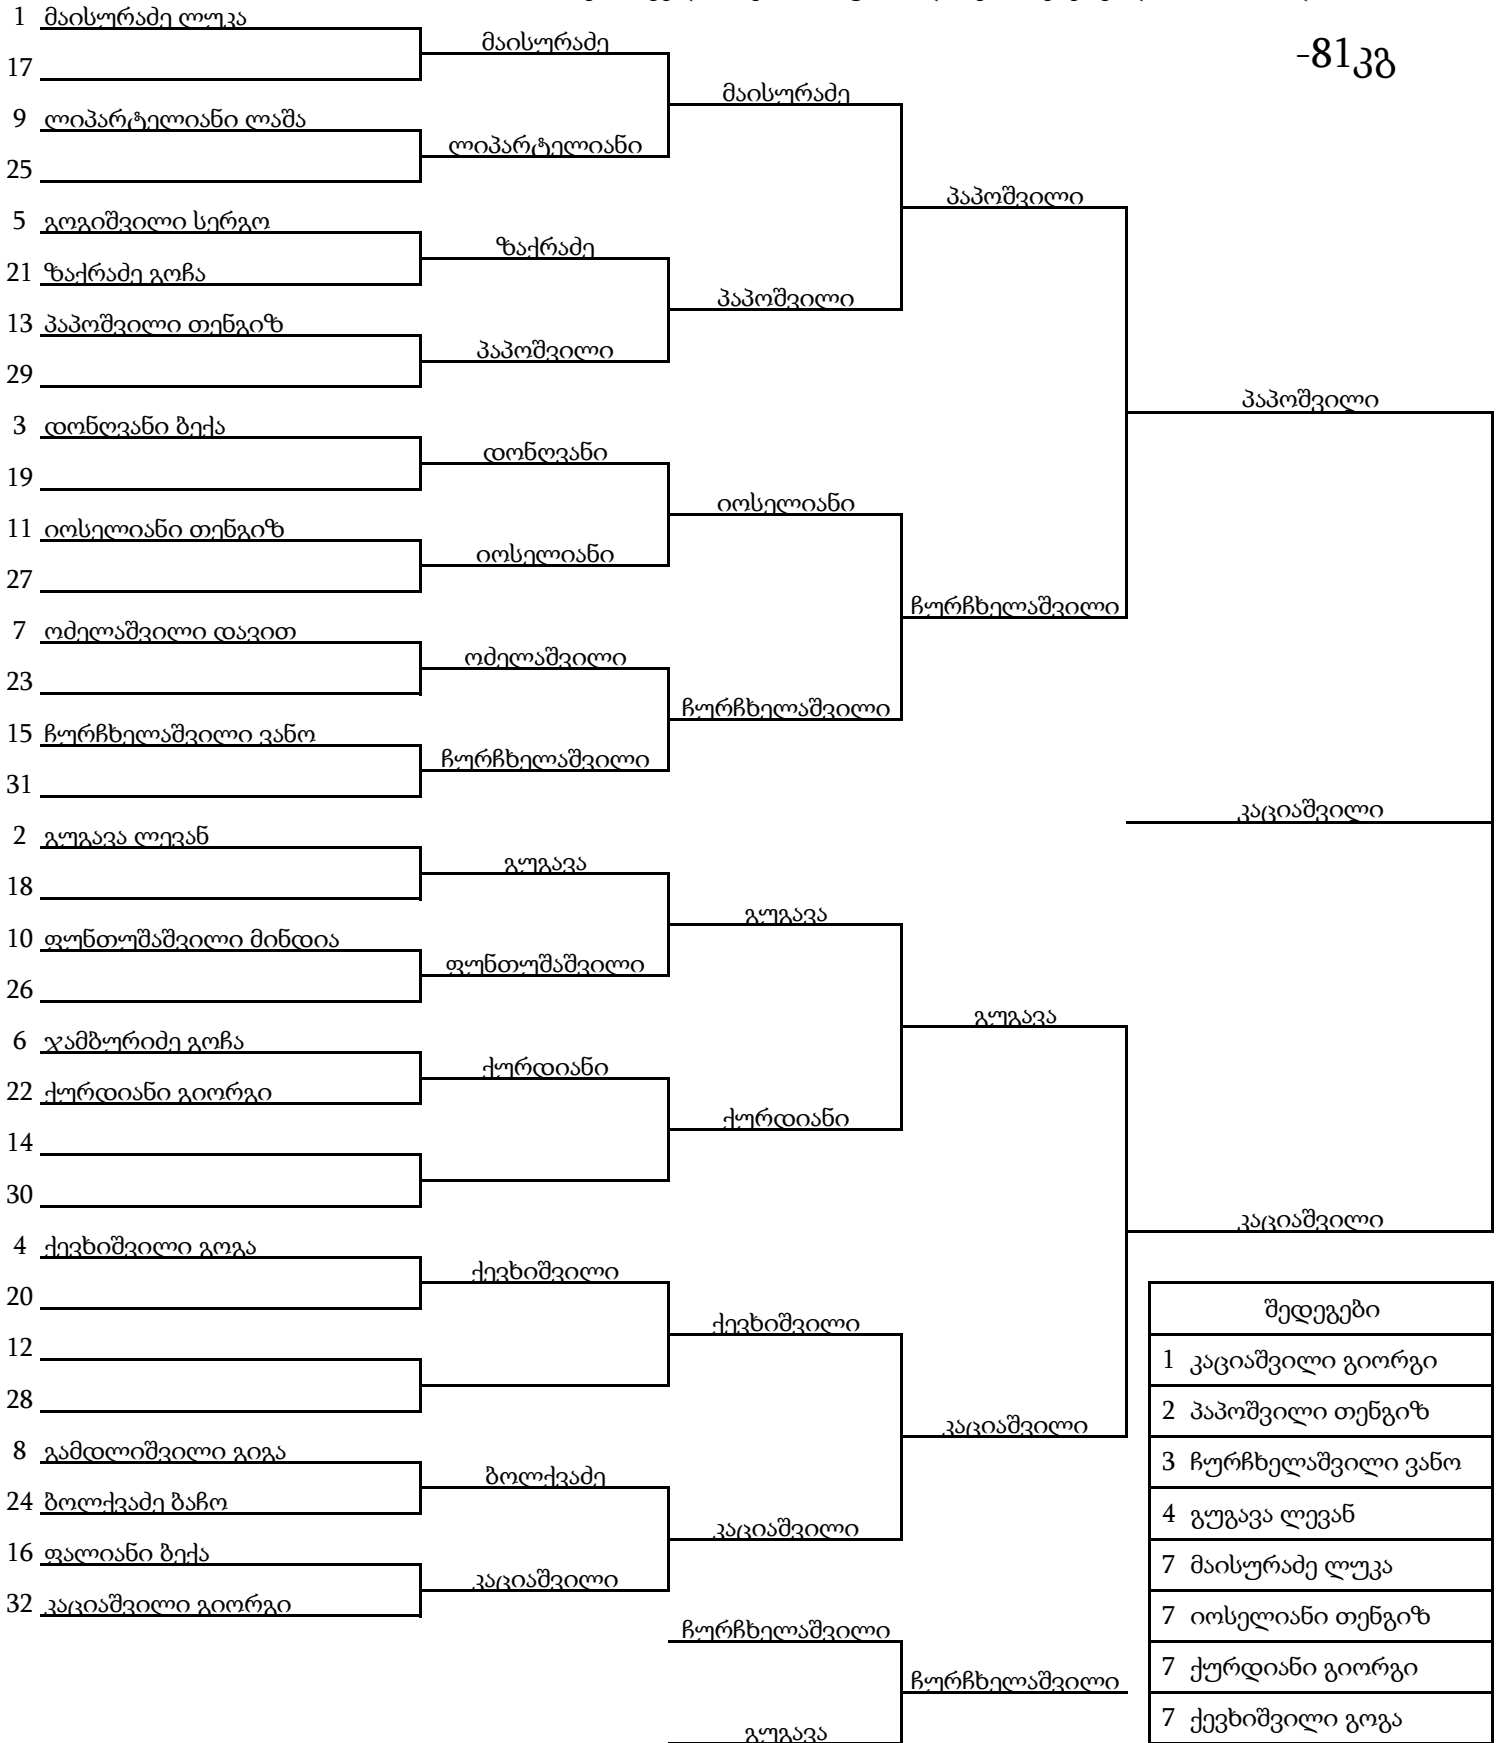 -81კგ
1 მაისურაძე ლუკა
მაისურაძე
17
მაისურაძე
9 ლიპარტელიანი ლაშა
ლიპარტელიანი
25
პაპოშვილი
5 გოგიშვილი სერგო
ზაქრაძე
21 ზაქრაძე გოჩა
პაპოშვილი
13 პაპოშვილი თენგიზ
პაპოშვილი
29
პაპოშვილი
3 დონღვანი ბექა
დონღვანი
19
იოსელიანი
11 იოსელიანი თენგიზ
იოსელიანი
27
ჩურჩხელაშვილი
7 ოძელაშვილი დავით
ოძელაშვილი
23
ჩურჩხელაშვილი
15 ჩურჩხელაშვილი ვანო
ჩურჩხელაშვილი
31
კაციაშვილი
2 გუგავა ლევან
გუგავა
18
გუგავა
10 ფუნთუშაშვილი მინდია
ფუნთუშაშვილი
26
გუგავა
6 ჯამბურიძე გოჩა
ქურდიანი
22 ქურდიანი გიორგი
ქურდიანი
14
30
კაციაშვილი
4 ქევხიშვილი გოგა
ქევხიშვილი
20
ქევხიშვილი
12
28
კაციაშვილი
8 გამდლიშვილი გიგა
ბოლქვაძე
24 ბოლქვაძე ბაჩო
კაციაშვილი
16 ფალიანი ბექა
კაციაშვილი
32 კაციაშვილი გიორგი
ჩურჩხელაშვილი
ჩურჩხელაშვილი
გუგავა
შედეგები
1 კაციაშვილი გიორგი
2 პაპოშვილი თენგიზ
3 ჩურჩხელაშვილი ვანო
4 გუგავა ლევან
7 მაისურაძე ლუკა
7 იოსელიანი თენგიზ
7 ქურდიანი გიორგი
7 ქევხიშვილი გოგა